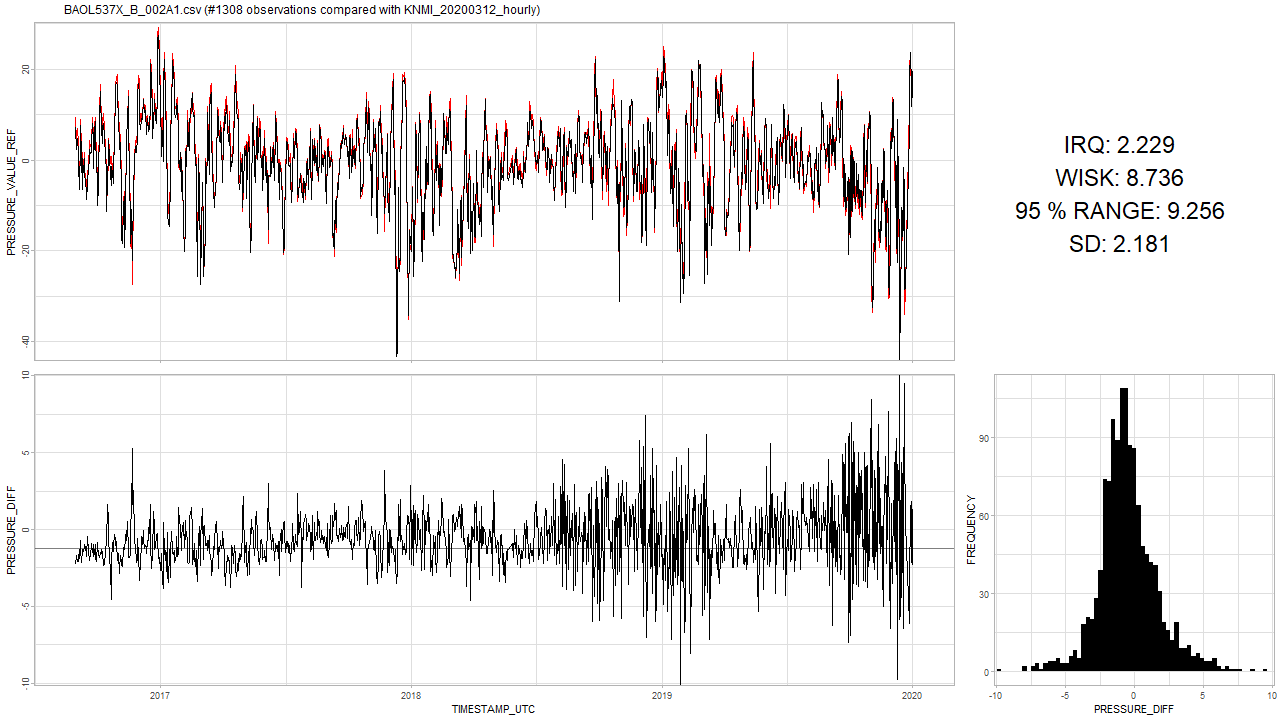 BAOL537X_B_002A1.csv (#1308 observations compared with KNMI_20200312_hourly)
PRESSURE_VALUE_REF
20
0
-20
-40
IRQ: 2.229
WISK: 8.736
95 % RANGE: 9.256
SD: 2.181
PRESSURE_DIFF
10
5
0
-5
-10
2017
2018
2019
2020
TIMESTAMP_UTC
FREQUENCY
90
60
30
0
-10
-5
0
5
10
PRESSURE_DIFF